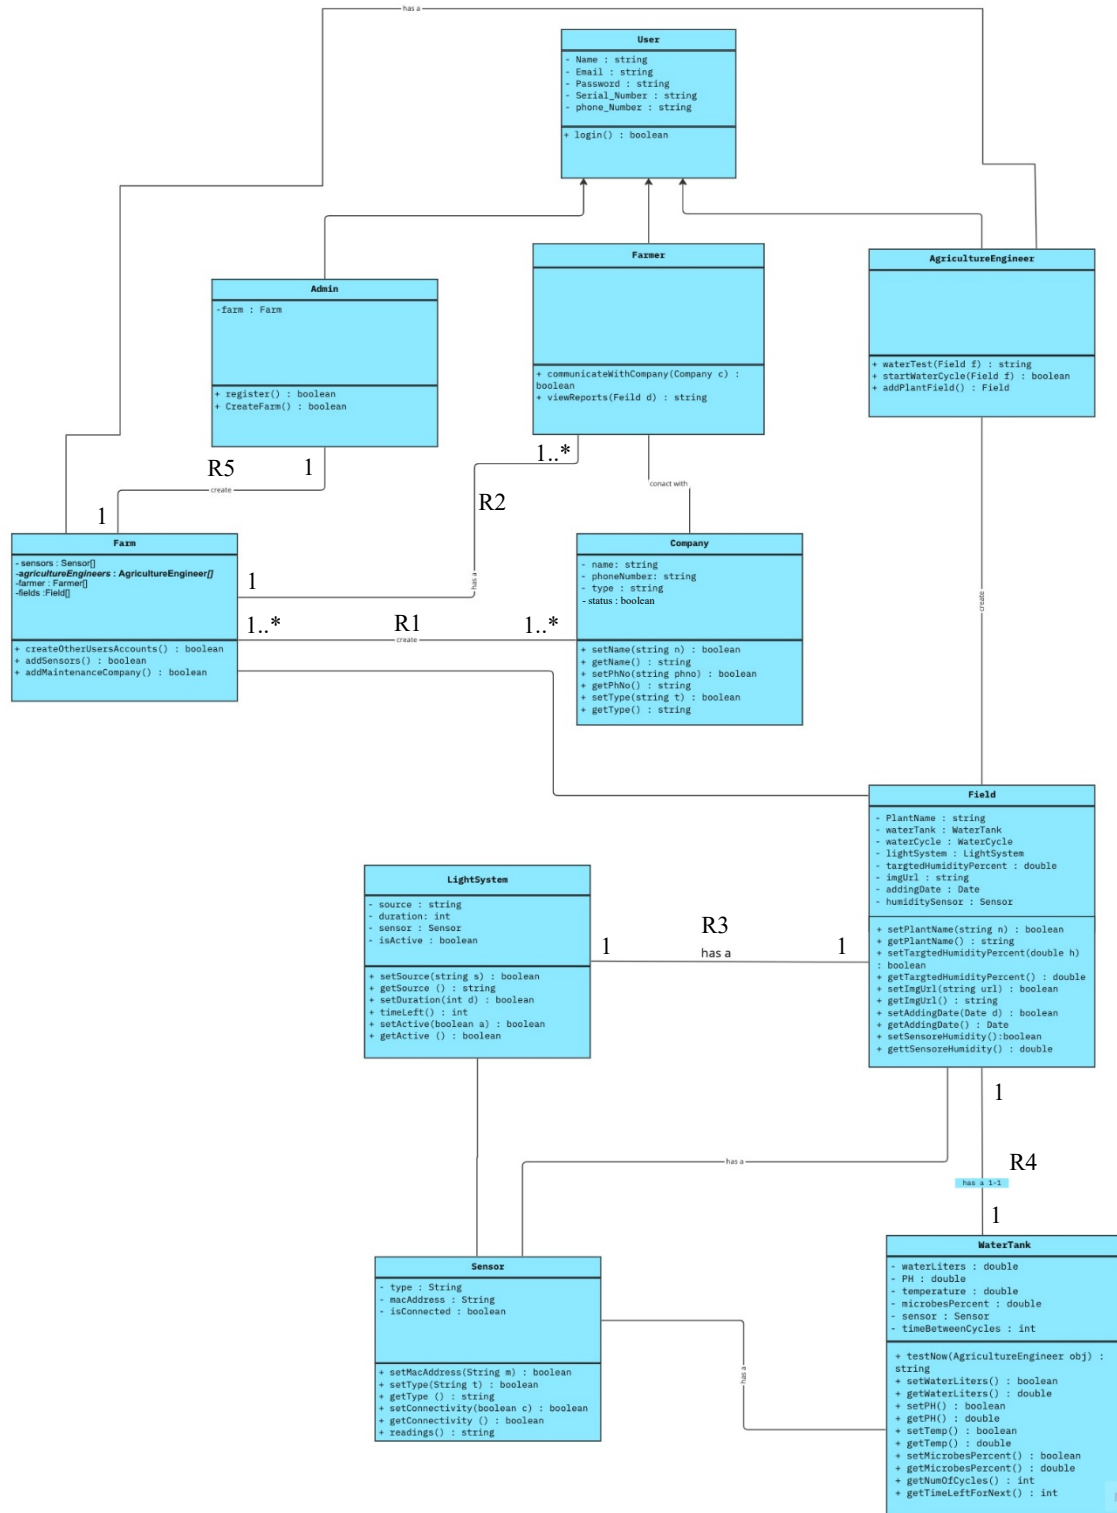 has a
User
- Name : string
- Email : string
- Password : string
- Serial_Number : string
- phone_Number : string
+ login() : boolean
Admin
-farm : Farm
+ register() : boolean
+ CreateFarm() : boolean
Farmer
+ communicateWithCompany(Company c) :
boolean
+ viewReports(Feild d) : string
AgricultureEngineer
+ waterTest(Field f) : string
+ startWaterCycle(Field f) : boolean
+ addPlantField() : Field
R5
1
create
1
1..*
R2
has a
1
conact with
create
Farm
- sensors : Sensor[]
-agricultureEngineers : AgricultureEngineer[]
-farmer : Farmer[]
-fields :Field[]
+ createOtherUsersAccounts() : boolean
+ addSensors() : boolean
+ addMaintenanceCompany() : boolean
1..*
R1
create
1..*
Company
- name: string
- phoneNumber: string
- type : string
- status : boolean
+ setName(string n) : boolean
+ getName() : string
+ setPhNo(string phno) : boolean
+ getPhNo() : string
+ setType(string t) : boolean
+ getType() : string
Field
- PlantName : string
- waterTank : WaterTank
- waterCycle : WaterCycle
- lightSystem : LightSystem
- targtedHumidityPercent : double
- imgUrl : string
- addingDate : Date
- humiditySensor : Sensor
+ setPlantName(string n) : boolean
+ getPlantName() : string
+ setTargtedHumidityPercent(double h)
: boolean
+ getTargtedHumidityPercent() : double
+ setImgUrl(string url) : boolean
+ getImgUrl() : string
+ setAddingDate(Date d) : boolean
+ getAddingDate() : Date
+ setSensoreHumidity():boolean
+ gettSensoreHumidity() : double
LightSystem
- source : string
- duration: int
- sensor : Sensor
- isActive : boolean
+ setSource(string s) : boolean
+ getSource () : string
+ setDuration(int d) : boolean
+ timeLeft() : int
+ setActive(boolean a) : boolean
+ getActive () : boolean
R3
1
has a
1
1
R4
has a 1-1
1
has a
Sensor
- type : String
- macAddress : String
- isConnected : boolean
+ setMacAddress(String m) : boolean
+ setType(String t) : boolean
+ getType () : string
+ setConnectivity(boolean c) : boolean
+ getConnectivity () : boolean
+ readings() : string
has a
WaterTank
- waterLiters : double
- PH : double
- temperature : double
- microbesPercent : double
- sensor : Sensor
- timeBetweenCycles : int
+ testNow(AgricultureEngineer obj) :
string
+ setWaterLiters() : boolean
+ getWaterLiters() : double
+ setPH() : boolean
+ getPH() : double
+ setTemp() : boolean
+ getTemp() : double
+ setMicrobesPercent() : boolean
+ getMicrobesPercent() : double
+ getNumOfCycles() : int
+ getTimeLeftForNext() : int